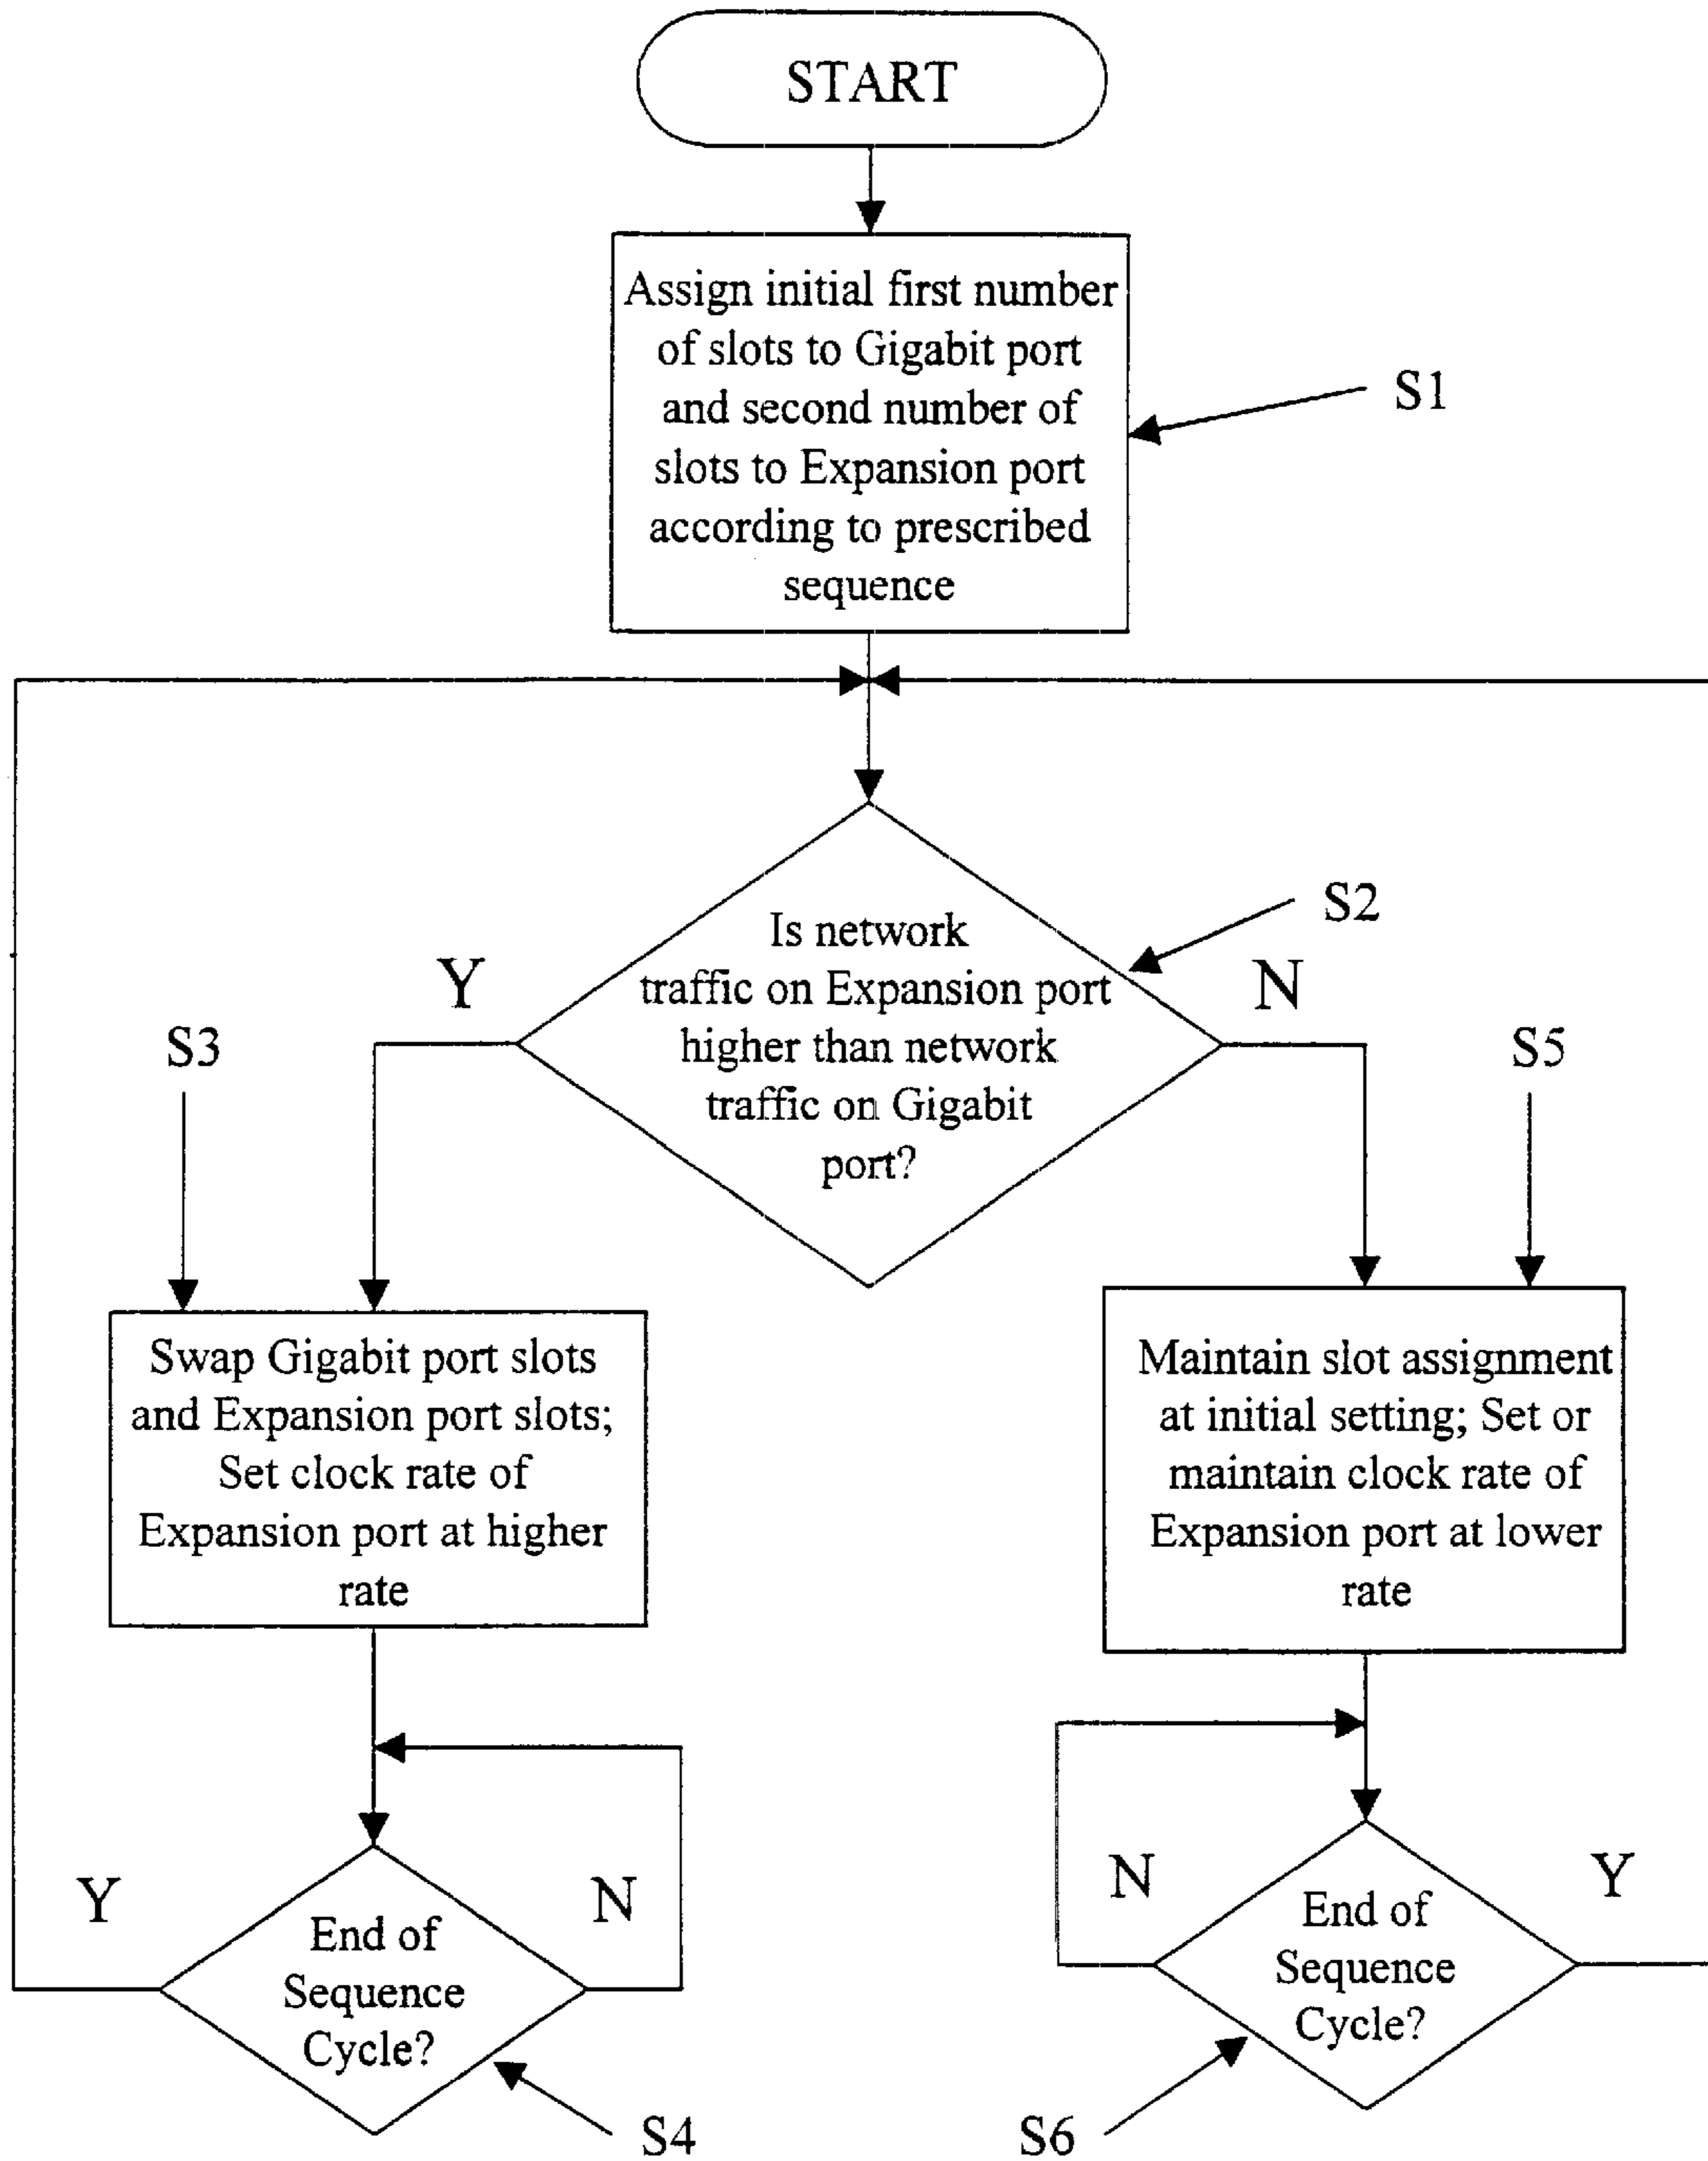 START
Assign initial first number
of slots to Gigabit port
and second number of
slots to Expansion port
according to prescribed
sequence
S1
Is network
traffic on Expansion port
higher than network
traffic on Gigabit
port?
S2
Y
N
S3
S5
Swap Gigabit port slots
and Expansion port slots;
Set clock rate of
Expansion port at higher
rate
Maintain slot assignment
at initial setting; Set or
maintain clock rate of
Expansion port at lower
rate
Y
N
End of
Sequence
Cycle?
S4
N
Y
End of
Sequence
Cycle?
S6